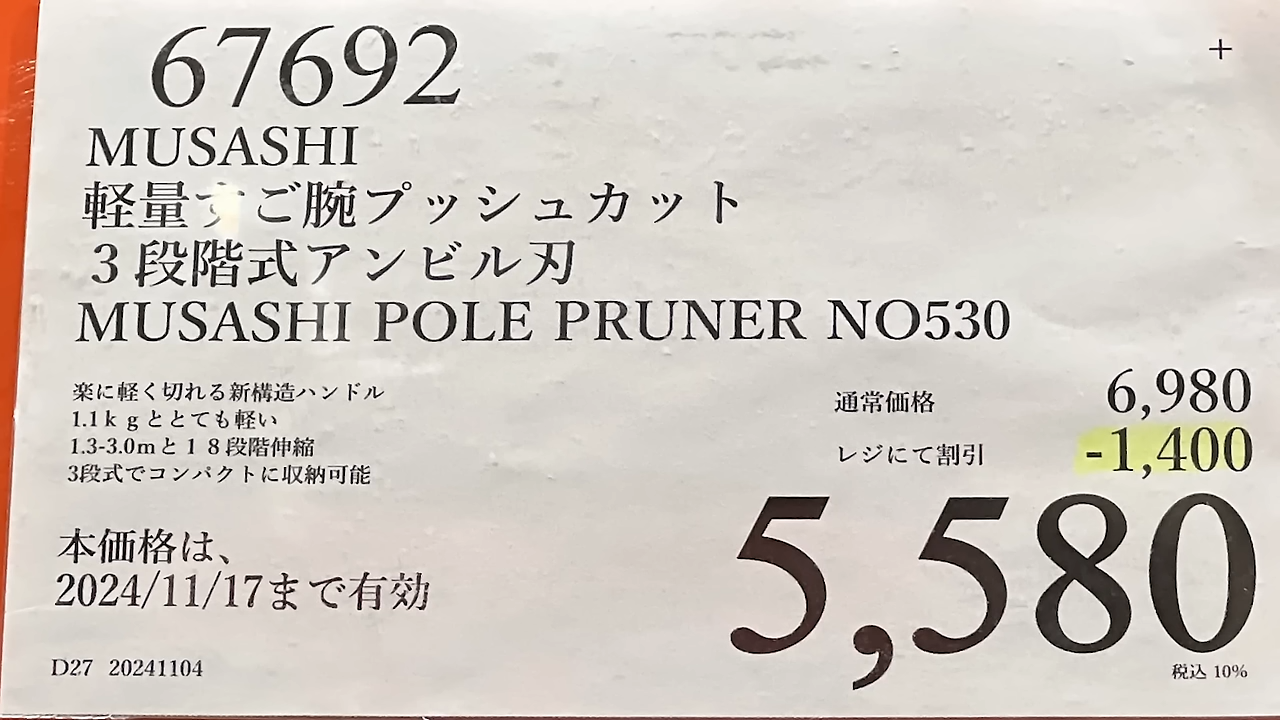 67692
+
MUSASHI
軽量すご腕プッシュカット
３段階式アンビル刃
MUSASHI POLE PRUNER NO530
楽に軽く切れる新構造ハンドル
1.1ｋｇととても軽い
1.3-3.0mと１８段階伸縮
3段式でコンパクトに収納可能
通常価格 6,980
レジにて割引 -1,400
5,580
本価格は、
2024/11/17まで有効
D27 20241104
税込 10%